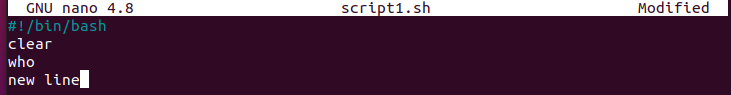 GNU nano 4.8 script1.sh Modified
#!/bin/bash
clear
who
new line